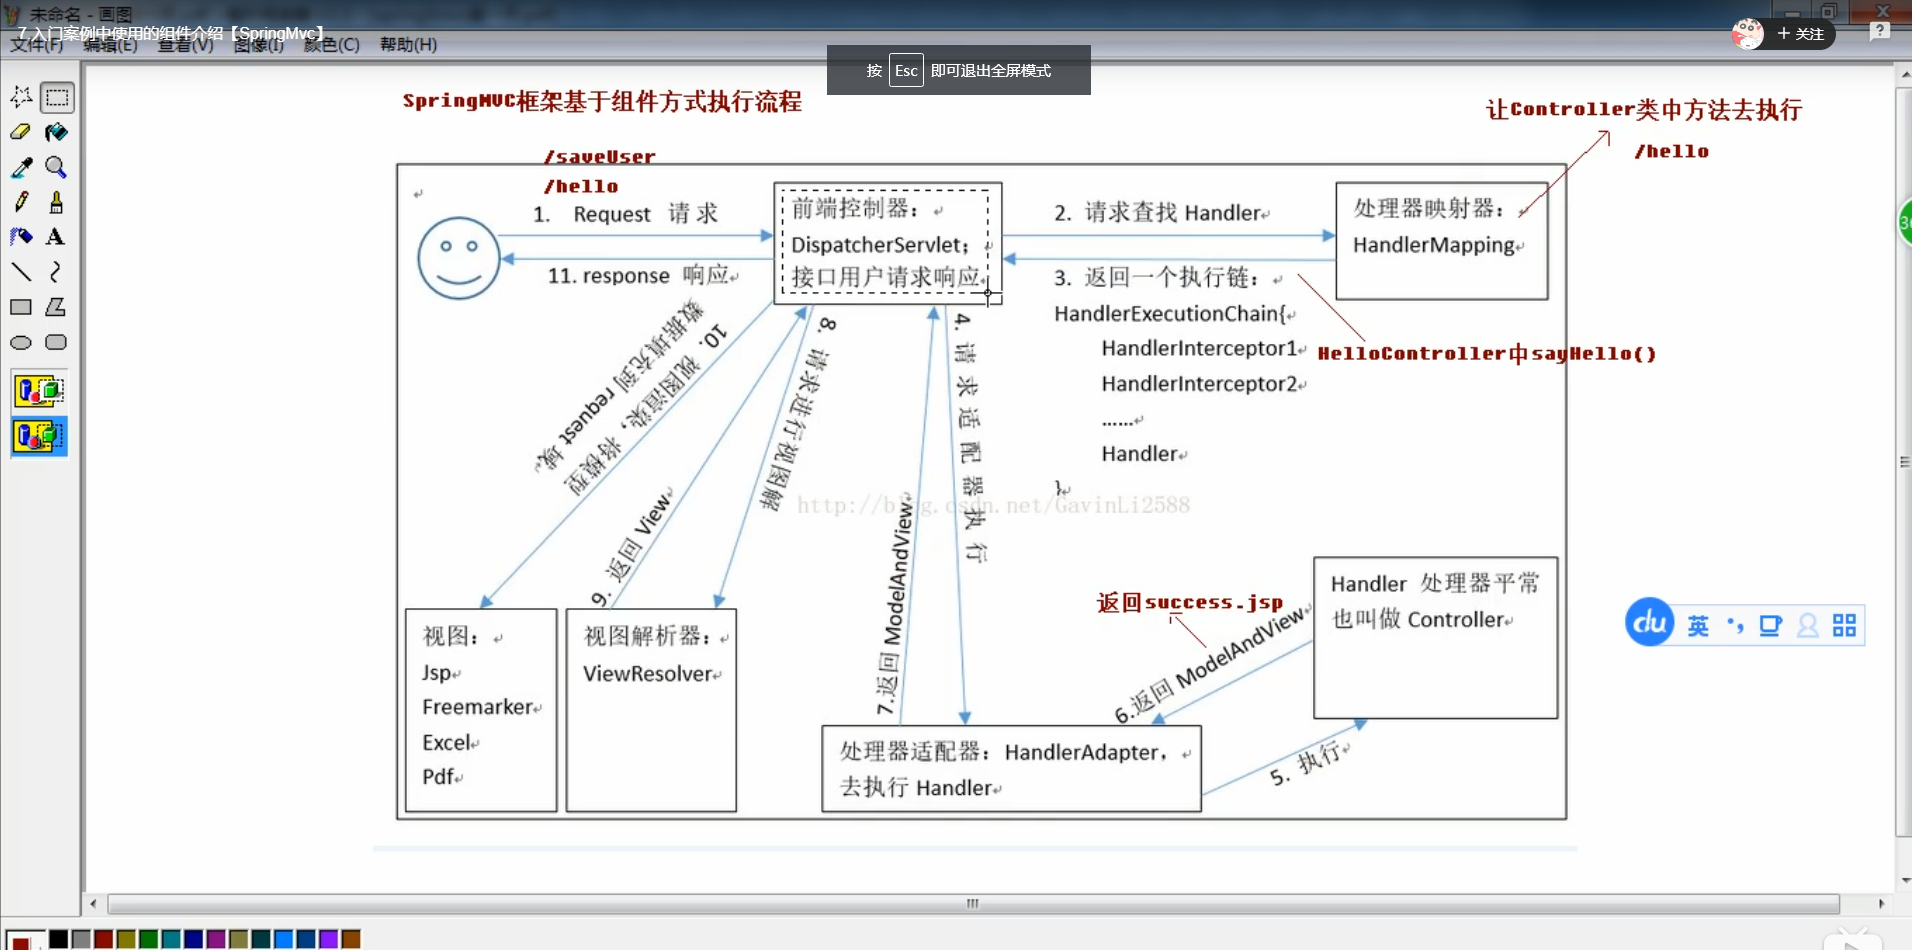 未命名 - 画图
7.入门案例中使用的组件介绍【SpringMvc】
文件(F) 编辑(E) 查看(V) 图像(I) 颜色(C) 帮助(H)
+ 关注
按 Esc 即可退出全屏模式
SpringMVC框架基于组件方式执行流程
让Controller类中方法去执行
/hello
/saveUser
/hello
1. Request 请 求
11. response 响应
前端控制器：
DispatcherServlet；
接口用户请求响应
2. 请求查找 Handler
处理器映射器：
HandlerMapping
3. 返回一个执行链：
HandlerExecutionChain{
HandlerInterceptor1
HandlerInterceptor2
......
Handler
}
HelloController中sayHello()
10. 视图渲染，将模型
数据填充到 request 域
9. 返回 View
8. 请求进行视图解
7.返回 ModelAndView
4. 请 求 适 配 器 执 行
http://blog.csdn.net/GavinLi2588
返回success.jsp
6.返回 ModelAndView
Handler 处理器平常
也叫做 Controller
5. 执行
视图：
Jsp
Freemarker
Excel
Pdf
视图解析器：
ViewResolver
处理器适配器：HandlerAdapter，
去执行 Handler
du 英